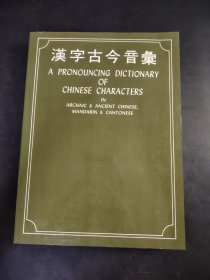 漢字古今音彙
A PRONOUNCING DICTIONARY
OF
CHINESE CHARACTERS
IN
ARCHAIC & ANCIENT CHINESE,
MANDARIN & CANTONESE